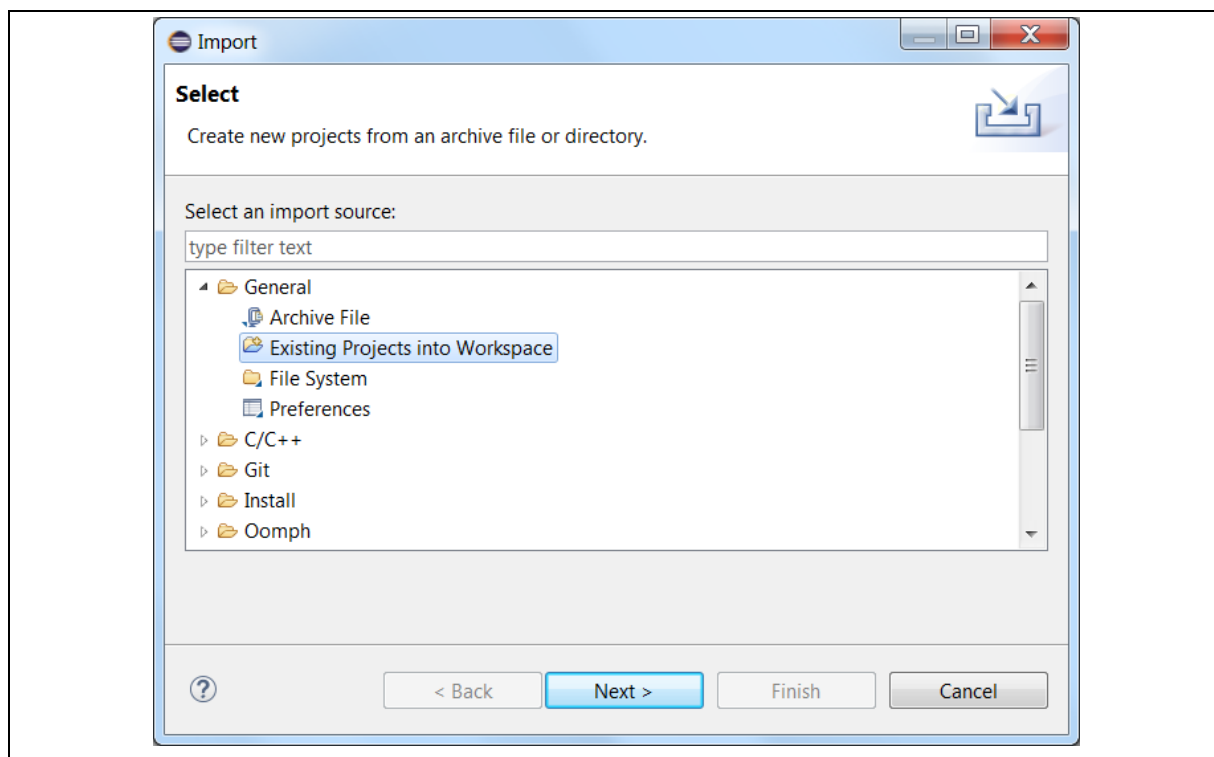 Import
Select
Create new projects from an archive file or directory.
Select an import source:
type filter text
General
Archive File
Existing Projects into Workspace
File System
Preferences
C/C++
Git
Install
Oomph
? < Back Next > Finish Cancel